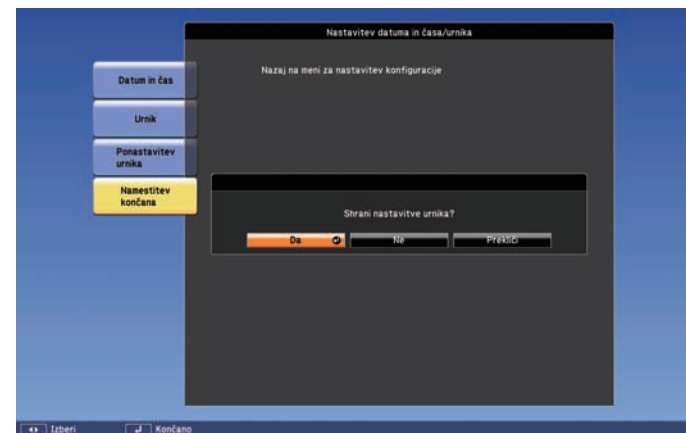 Nastavitev datuma in časa/urnika
Nazaj na meni za nastavitev konfiguracije
Datum in čas
Urnik
Ponastavitev
urnika
Namestitev
končana
Shrani nastavitve urnika?
Da Ne Prekliči
Izberi Končano